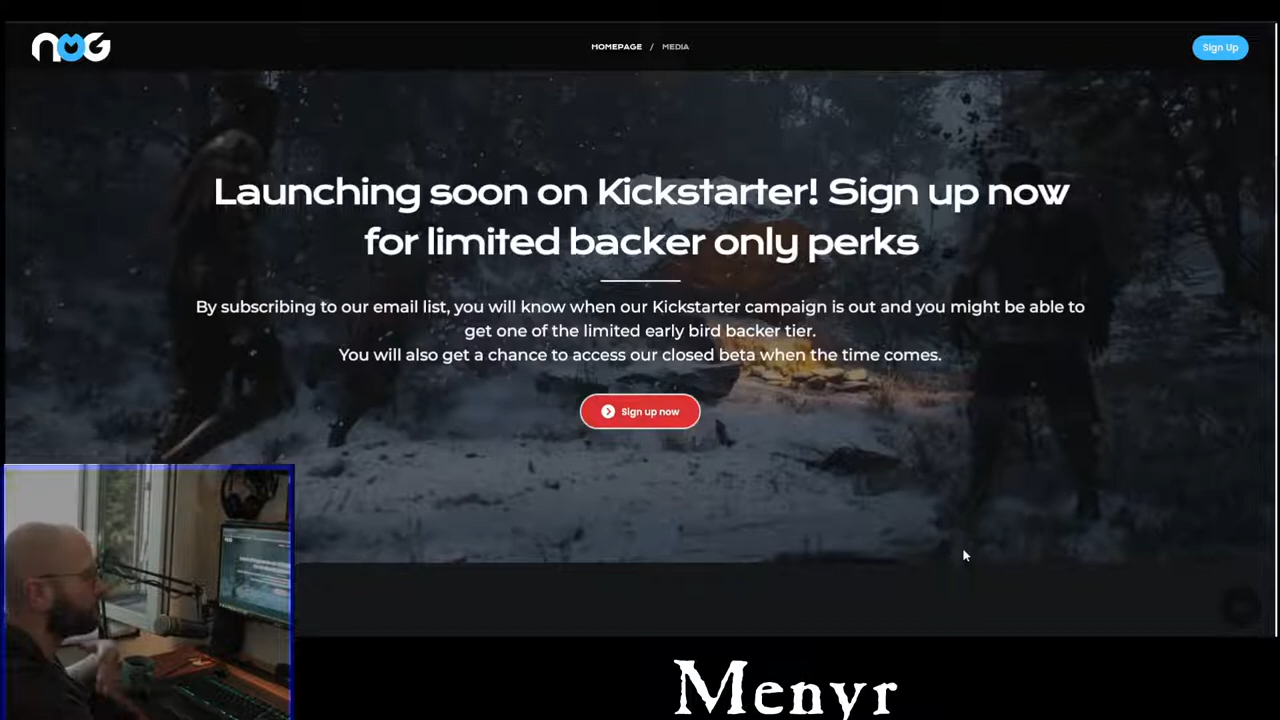 NOG
HOMEPAGE / MEDIA
Sign Up
Launching soon on Kickstarter! Sign up now
for limited backer only perks
By subscribing to our email list, you will know when our Kickstarter campaign is out and you might be able to
get one of the limited early bird backer tier.
You will also get a chance to access our closed beta when the time comes.
Sign up now
Menyr